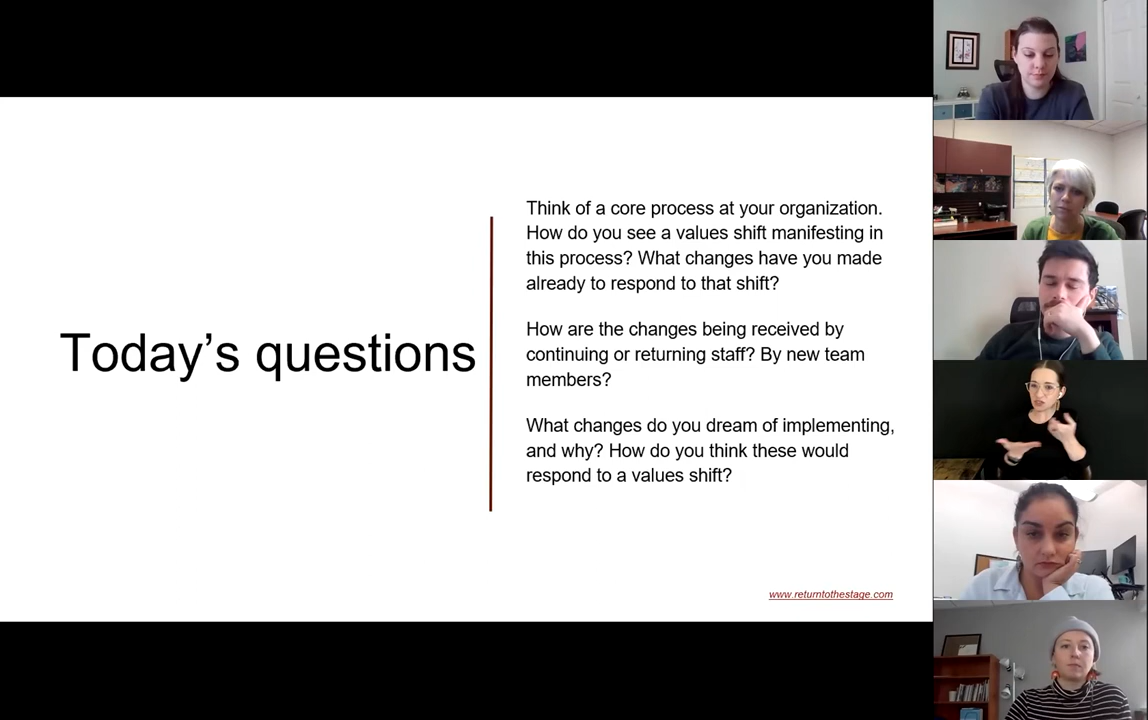 Today’s questions
Think of a core process at your organization.
How do you see a values shift manifesting in
this process? What changes have you made
already to respond to that shift?
How are the changes being received by
continuing or returning staff? By new team
members?
What changes do you dream of implementing,
and why? How do you think these would
respond to a values shift?
www.returntothestage.com